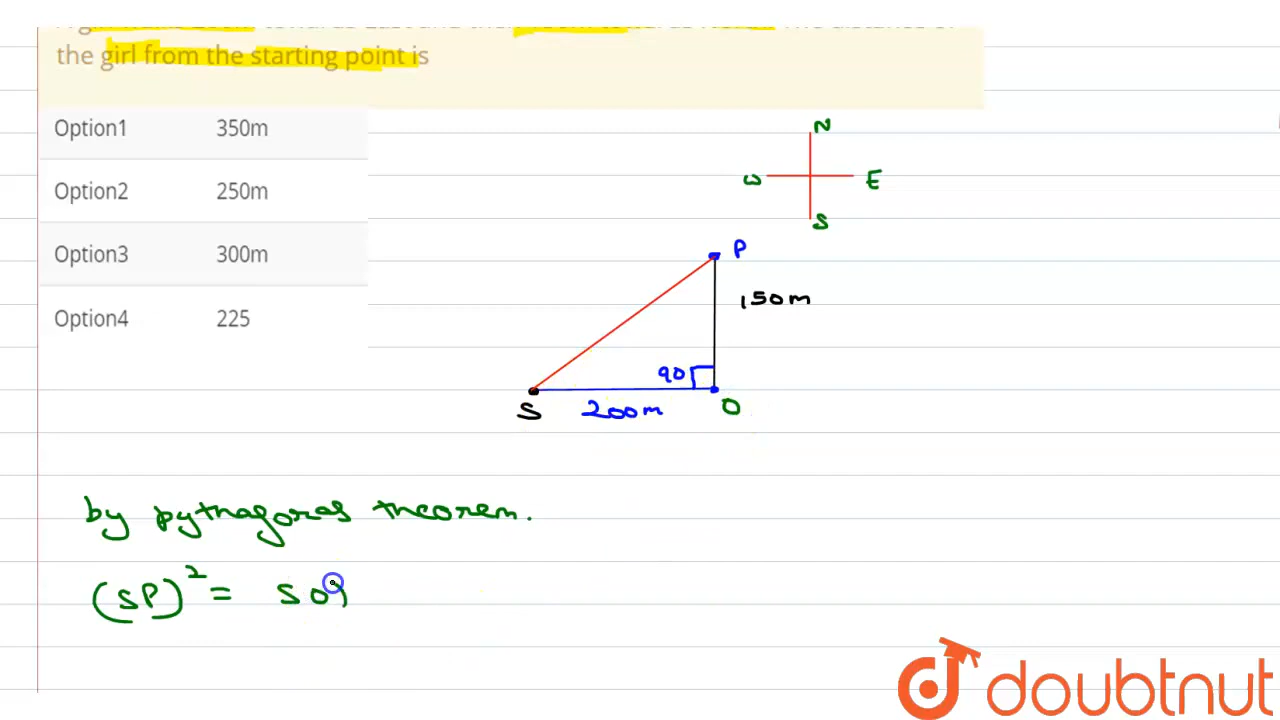 the girl from the starting point is
Option1 350m
Option2 250m
Option3 300m
Option4 225
N
W E
S
P
150m
90
S 200m O
by pythagoras theorem.
(SP)² = SO
doubtnut